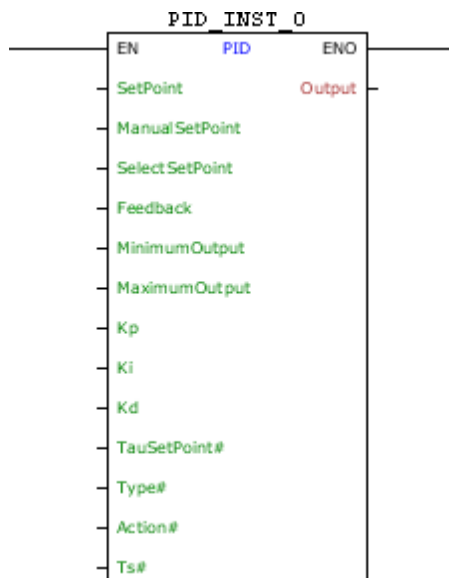 PID_INST_0
EN PID ENO
SetPoint Output
ManualSetPoint
SelectSetPoint
Feedback
MinimumOutput
MaximumOutput
Kp
Ki
Kd
TauSetPoint#
Type#
Action#
Ts#